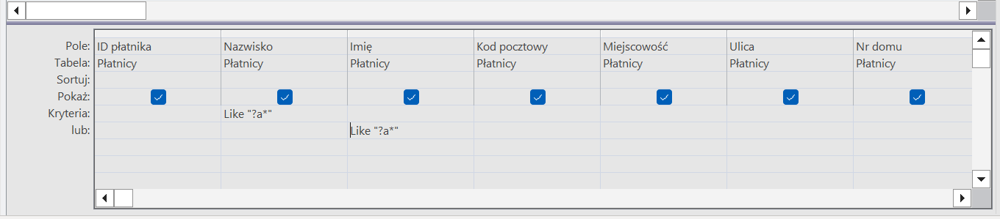 Pole: ID płatnika Nazwisko Imię Kod pocztowy Miejscowość Ulica Nr domu
Tabela: Płatnicy Płatnicy Płatnicy Płatnicy Płatnicy Płatnicy Płatnicy
Sortuj:
Pokaż:
Kryteria: Like "?a*"
lub: Like "?a*"